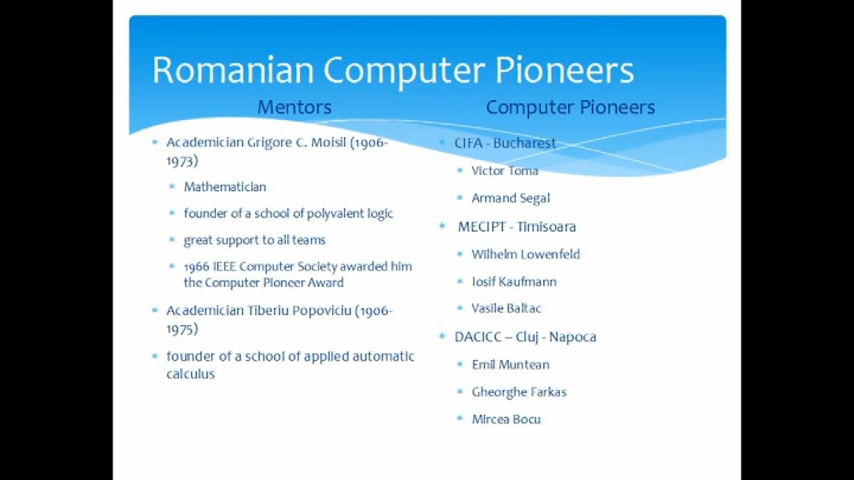 Romanian Computer Pioneers
Mentors
Academician Grigore C. Moisil (1906-
1973)
Mathematician
founder of a school of polyvalent logic
great support to all teams
1966 IEEE Computer Society awarded him
the Computer Pioneer Award
Academician Tiberiu Popoviciu (1906-
1975)
founder of a school of applied automatic
calculus
Computer Pioneers
CIFA - Bucharest
Victor Toma
Armand Segal
MECIPT - Timisoara
Wilhelm Lowenfeld
Iosif Kaufmann
Vasile Baltac
DACICC – Cluj - Napoca
Emil Muntean
Gheorghe Farkas
Mircea Bocu